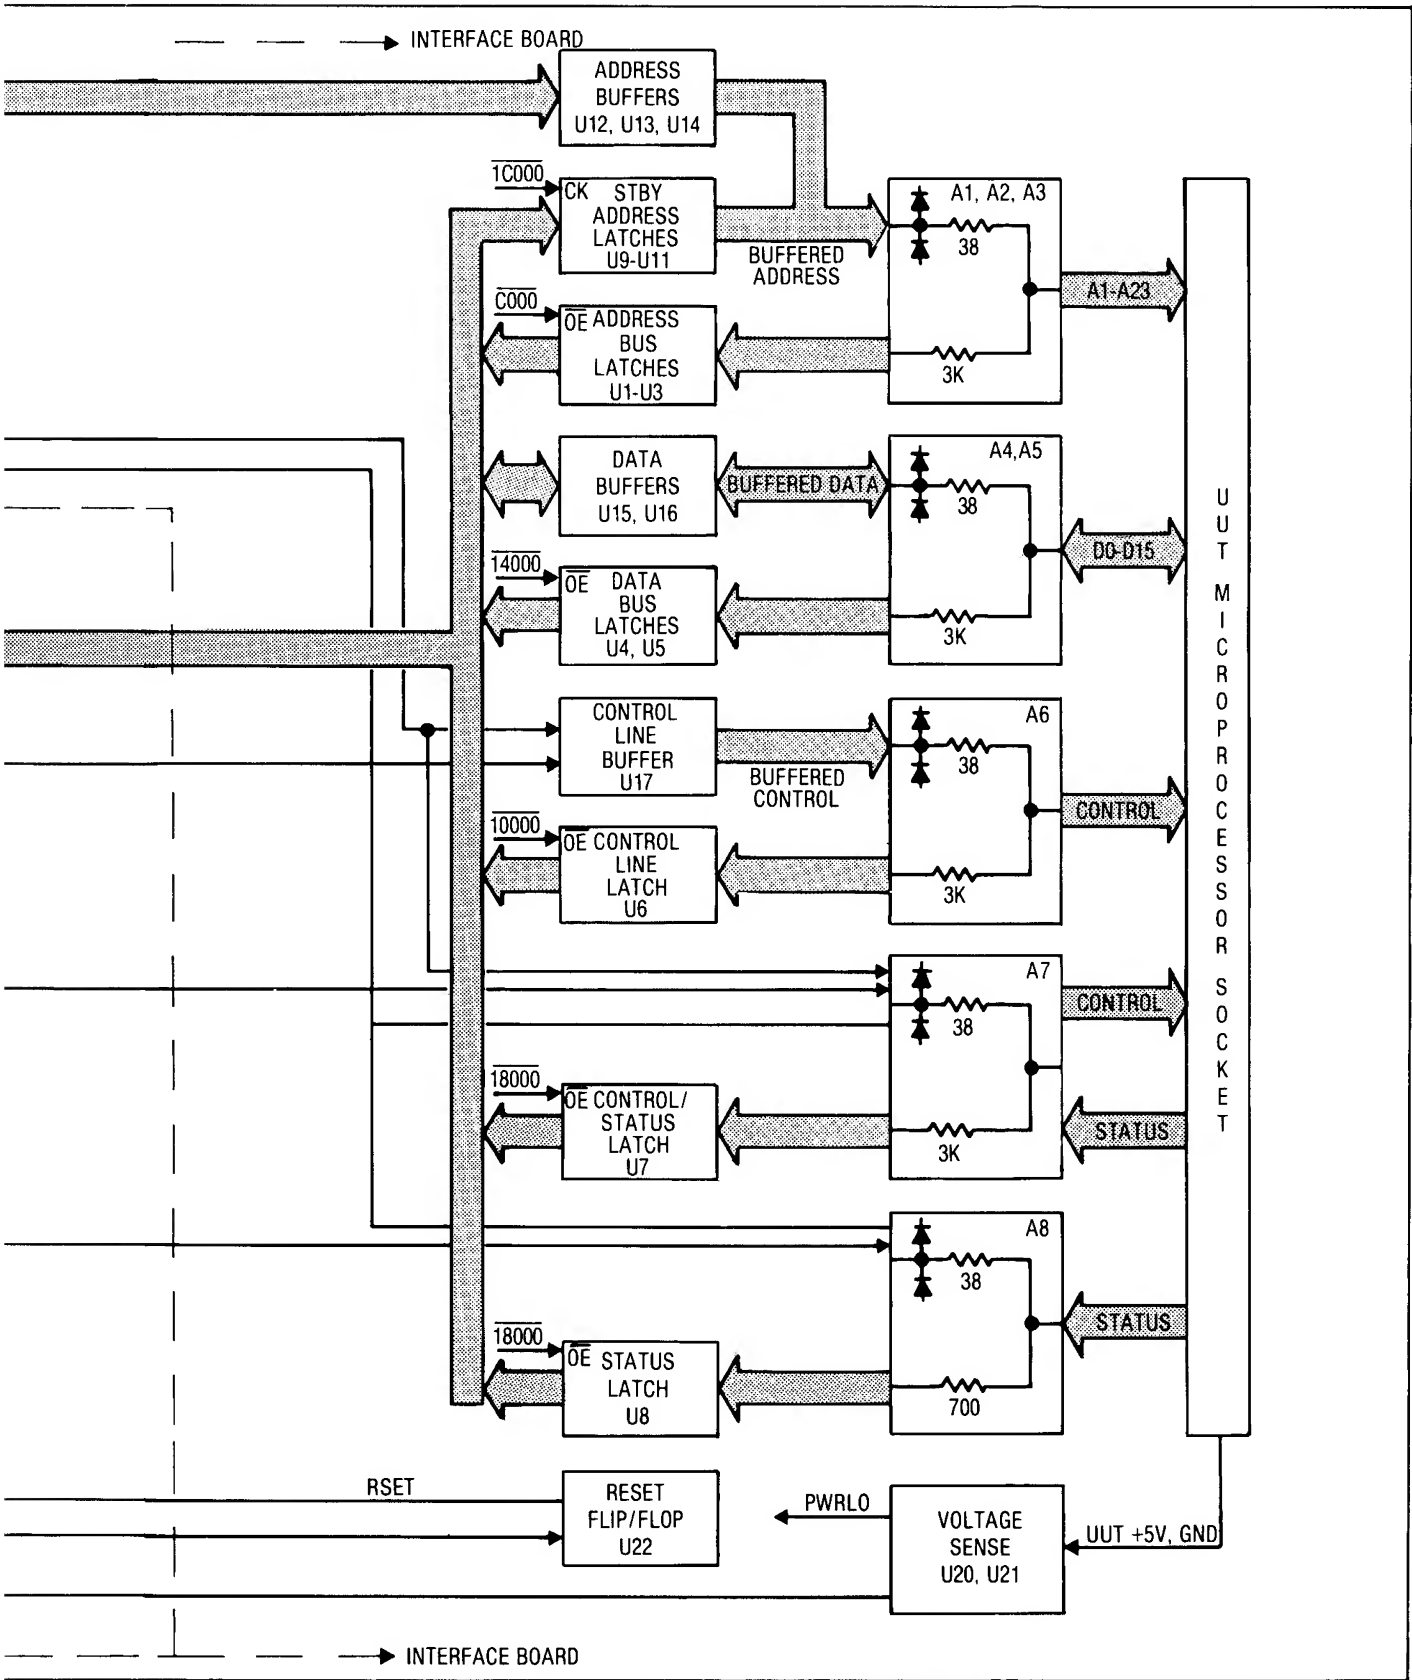 INTERFACE BOARD
ADDRESS
BUFFERS
U12, U13, U14
1C000
CK STBY
ADDRESS
LATCHES
U9-U11
BUFFERED
ADDRESS
A1, A2, A3
38
3K
A1-A23
C000
OE ADDRESS
BUS
LATCHES
U1-U3
DATA
BUFFERS
U15, U16
BUFFERED DATA
A4,A5
38
3K
D0-D15
14000
OE DATA
BUS
LATCHES
U4, U5
CONTROL
LINE
BUFFER
U17
BUFFERED
CONTROL
A6
38
3K
CONTROL
10000
OE CONTROL
LINE
LATCH
U6
A7
38
3K
CONTROL
STATUS
18000
OE CONTROL/
STATUS
LATCH
U7
A8
38
700
STATUS
18000
OE STATUS
LATCH
U8
UUT MICROPROCESSOR SOCKET
RSET
RESET
FLIP/FLOP
U22
PWRLO
VOLTAGE
SENSE
U20, U21
UUT +5V, GND
INTERFACE BOARD